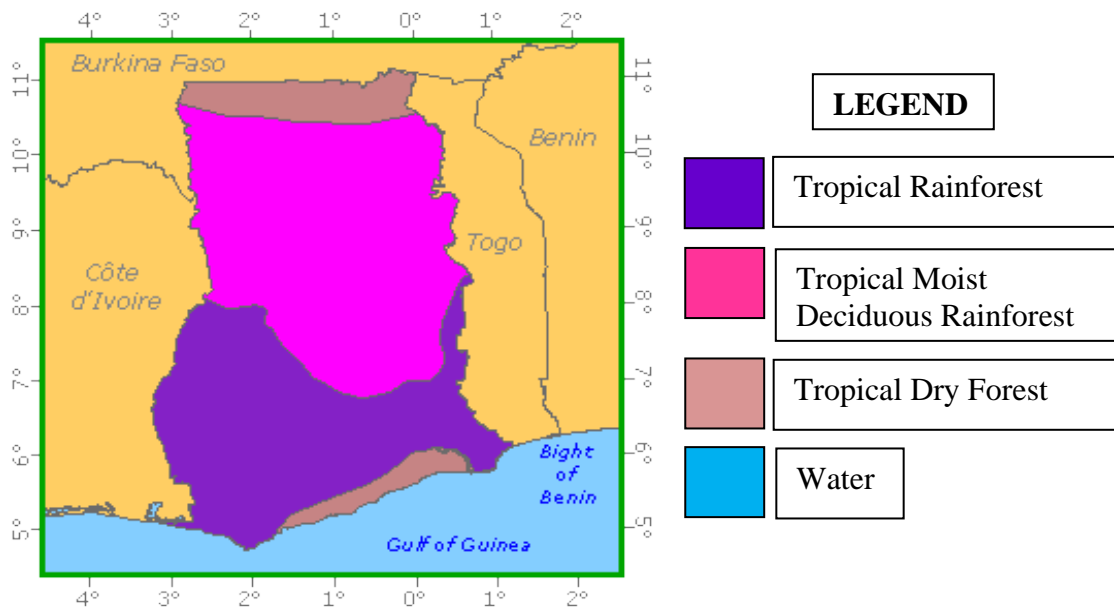 4° 3° 2° 1° 0° 1° 2°
Burkina Faso
11°
11°
Benin
10°
10°
9°
9°
Togo
Côte
d'Ivoire
8°
8°
7°
7°
6°
6°
Bight
of
Benin
5°
5°
Gulf of Guinea
4° 3° 2° 1° 0° 1° 2°
LEGEND
Tropical Rainforest
Tropical Moist
Deciduous Rainforest
Tropical Dry Forest
Water